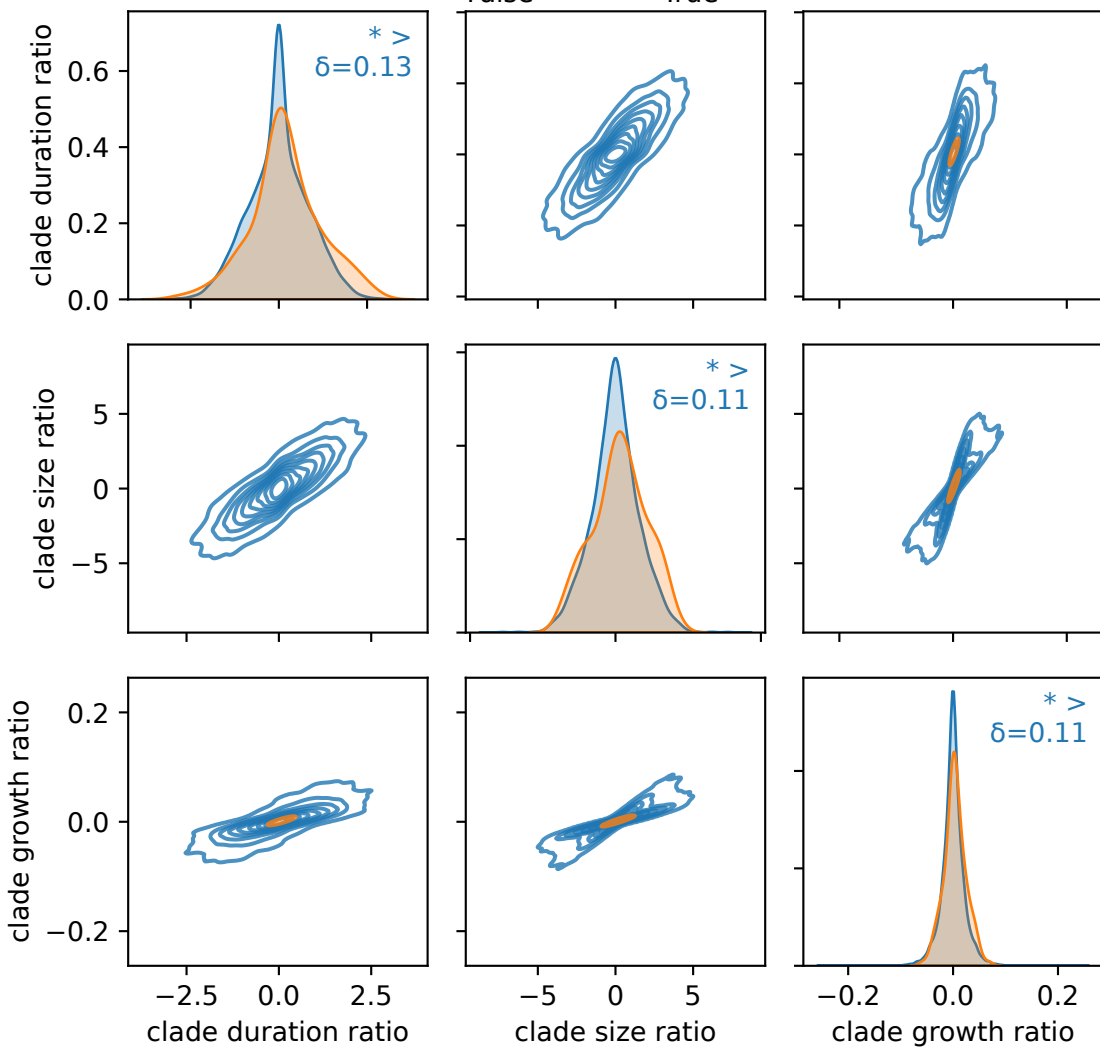 clade duration ratio
0.6
0.4
0.2
0.0
* >
δ=0.13
clade size ratio
5
0
−5
* >
δ=0.11
clade growth ratio
0.2
0.0
−0.2
* >
δ=0.11
−2.5 0.0 2.5
clade duration ratio
−5 0 5
clade size ratio
−0.2 0.0 0.2
clade growth ratio